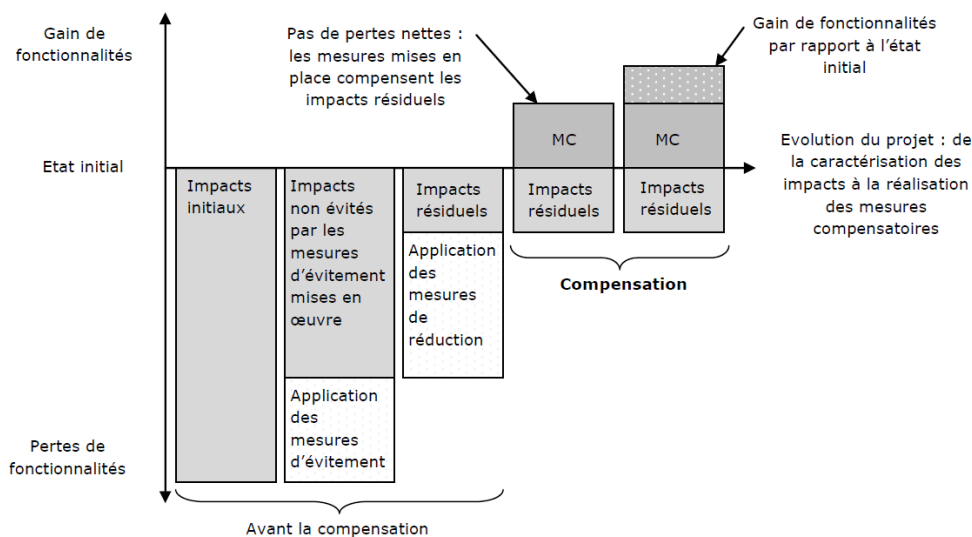 Gain de
fonctionnalités
Pas de pertes nettes :
les mesures mises en
place compensent les
impacts résiduels
Gain de fonctionnalités
par rapport à l’état
initial
Etat initial
MC
MC
Evolution du projet : de
la caractérisation des
impacts à la réalisation
des mesures
compensatoires
Impacts
initiaux
Impacts
non évités
par les
mesures
d’évitement
mises en
œuvre
Impacts
résiduels
Impacts
résiduels
Impacts
résiduels
Application
des
mesures
de
réduction
Compensation
Application
des
mesures
d’évitement
Pertes de
fonctionnalités
Avant la compensation